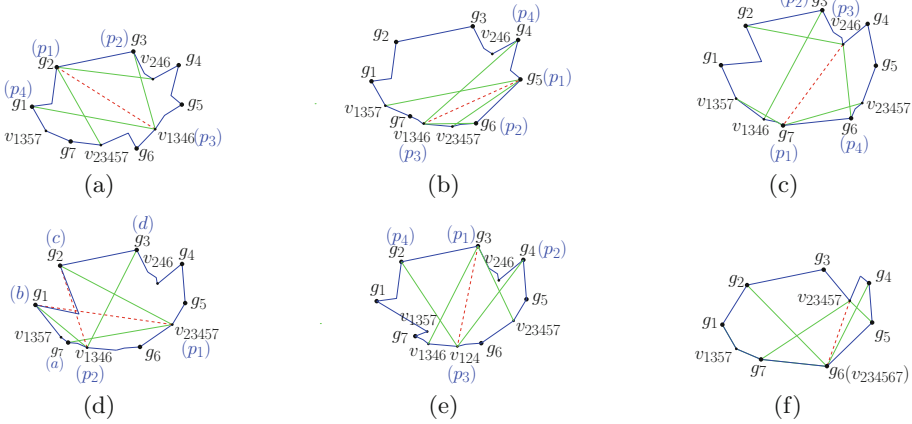 (p1) g2 (p2) g3 v246 g4 g5 (p4) g1 v1357 g7 v23457 g6 v1346(p3)
(a)
g3 (p4) g4 g2 g1 g5(p1) g7 v1346 (p3) v23457 g6 (p2)
(b)
(p2) g3 (p3) v246 g4 g2 g1 g5 v1357 v23457 v1346 g7 (p1) g6 (p4)
(c)
(c) g2 (d) g3 v246 g4 (b) g1 g5 v1357 g7 (a) v1346 (p2) g6 v23457 (p1)
(d)
(p4) g2 (p1) g3 v246 g4(p2) g1 g5 v1357 g7 v1346 v124 (p3) g6 v23457
(e)
g3 g4 g2 v23457 g1 g5 v1357 g7 g6(v234567)
(f)